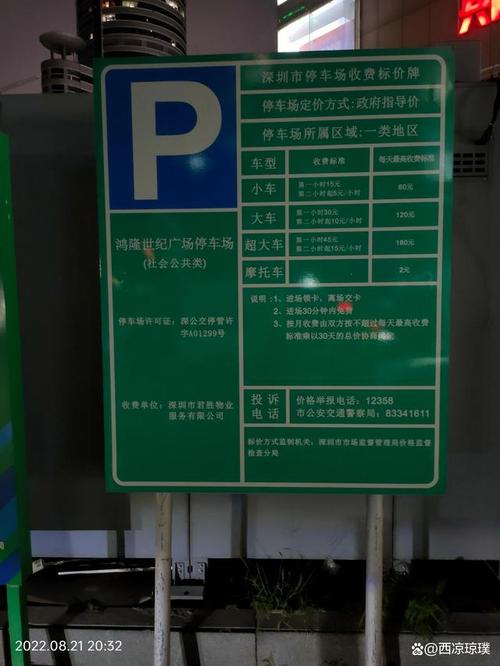 深圳市停车场收费标价牌
停车场定价方式:政府指导价
停车场所属区域:一类地区
P
车型 收费标准 每天最高收费标准
小车 第一小时15元 第二小时起5元/小时 60元
大车 第一小时30元 第二小时起10元/小时 120元
超大车 第一小时45元 第二小时起15元/小时 180元
摩托车 2元
鸿隆世纪广场停车场
(社会公共类)
停车场许可证:深公交停管许
字A01299号
收费单位:深圳市君胜物业
服务有限公司
说明:1、进场领卡、离场交卡
2、进场30分钟内免费
3、按月收费由双方按不超过每天最高收费
标准乘以30天的总价协商
投诉
电话
价格举报电话:12358
市公安交通警察局:83341611
标价方式监制机关:深圳市市场监督管理局价格监督
检查分局
2022.08.21 20:32
@西凉琼璞